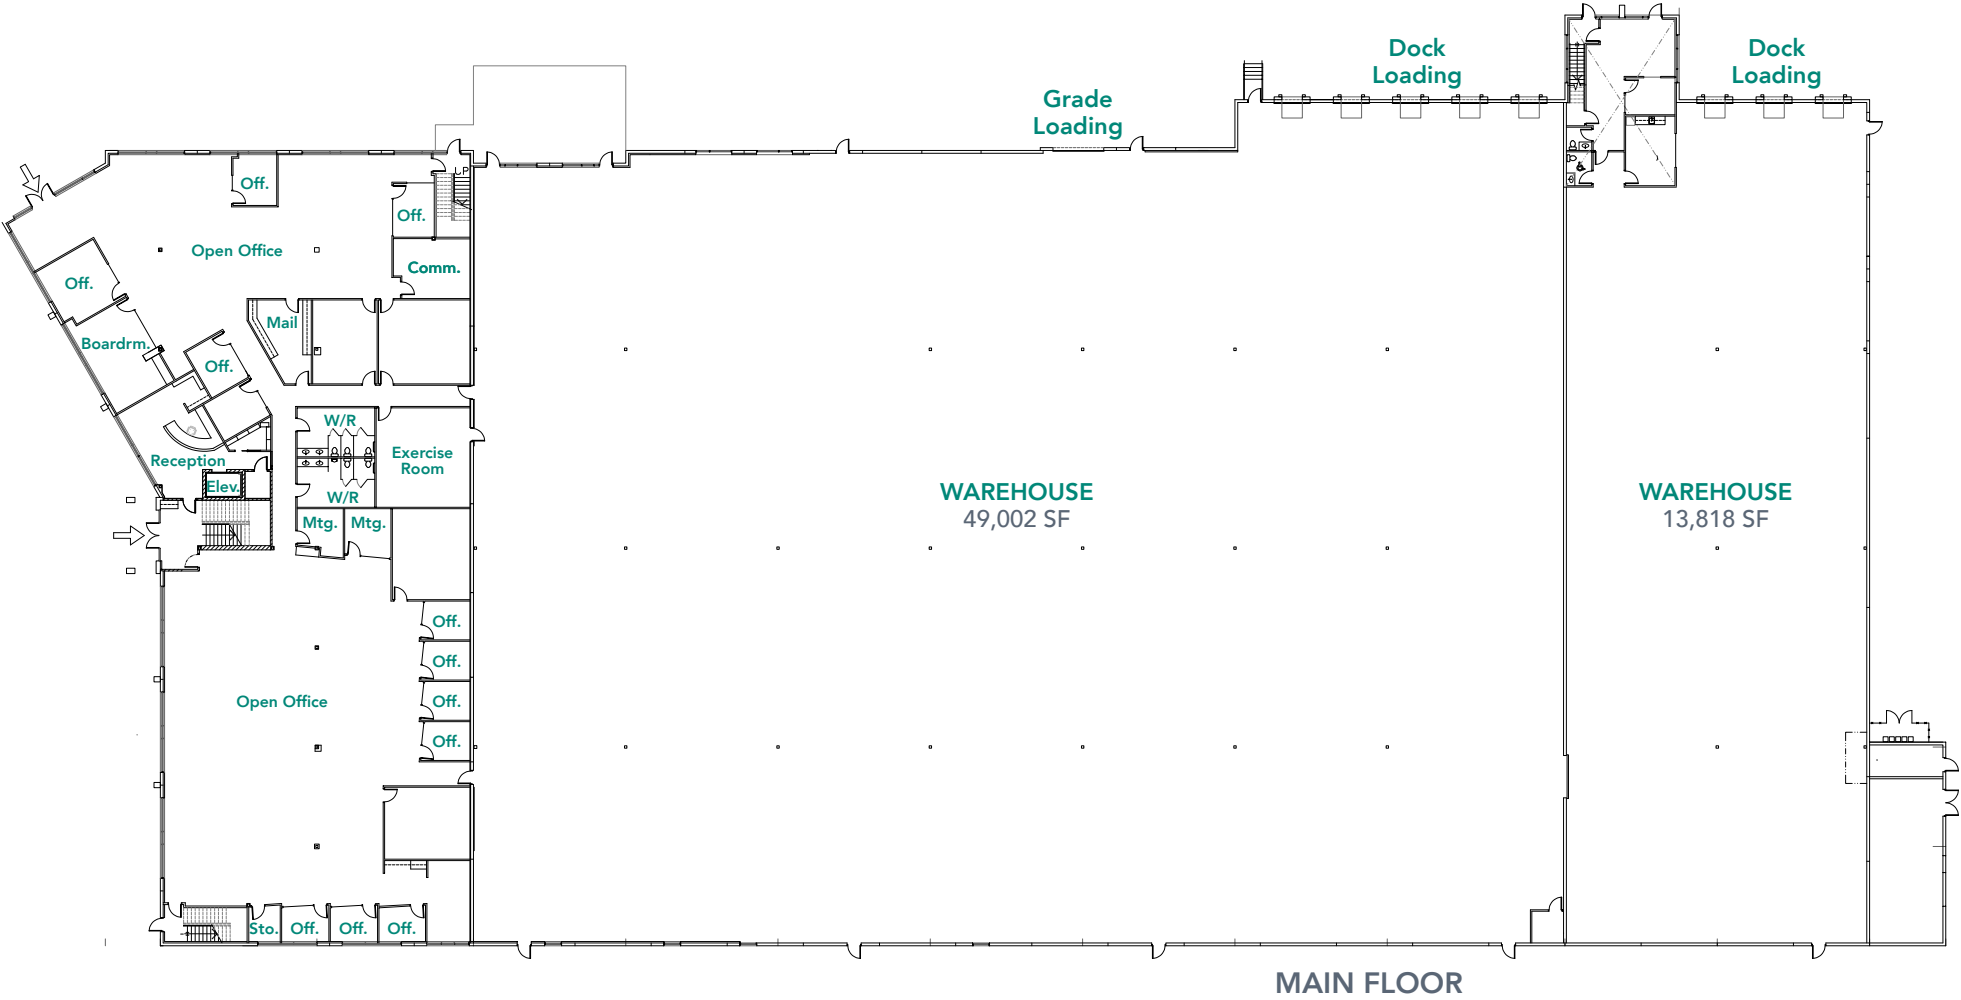 Dock
Loading
Dock
Loading
Grade
Loading
UP
Off.
Off.
Open Office
Comm.
Off.
Mail
Boardrm.
Off.
W/R
Exercise
Room
Reception
Elev.
W/R
WAREHOUSE
49,002 SF
WAREHOUSE
13,818 SF
Mtg.
Mtg.
Off.
Off.
Open Office
Off.
Off.
Sto.
Off.
Off.
Off.
MAIN FLOOR